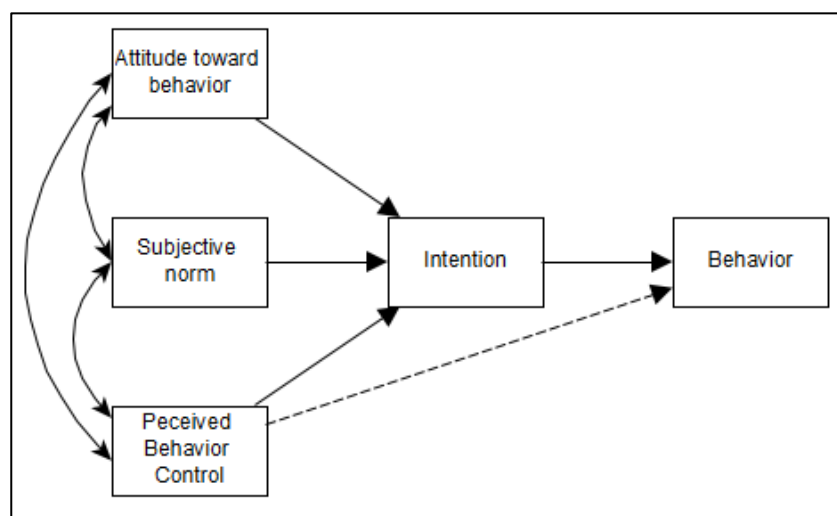 Attitude toward
behavior
Subjective
norm
Intention
Behavior
Peceived
Behavior
Control